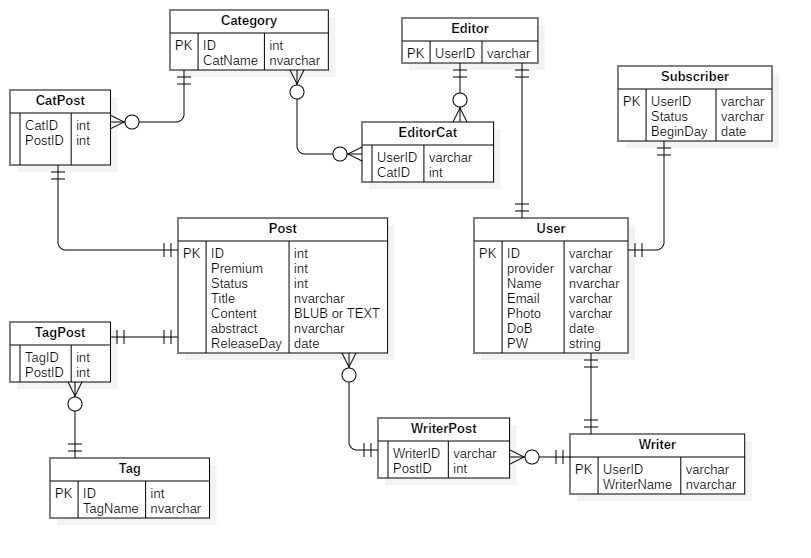 Category
PK ID int
CatName nvarchar
Editor
PK UserID varchar
Subscriber
PK UserID varchar
Status varchar
BeginDay date
CatPost
CatID int
PostID int
EditorCat
UserID varchar
CatID int
Post
PK ID int
Premium int
Status int
Title nvarchar
Content BLUB or TEXT
abstract nvarchar
ReleaseDay date
User
PK ID varchar
provider varchar
Name nvarchar
Email varchar
Photo varchar
DoB date
PW string
TagPost
TagID int
PostID int
WriterPost
WriterID varchar
PostID int
Writer
PK UserID varchar
WriterName nvarchar
Tag
PK ID int
TagName nvarchar